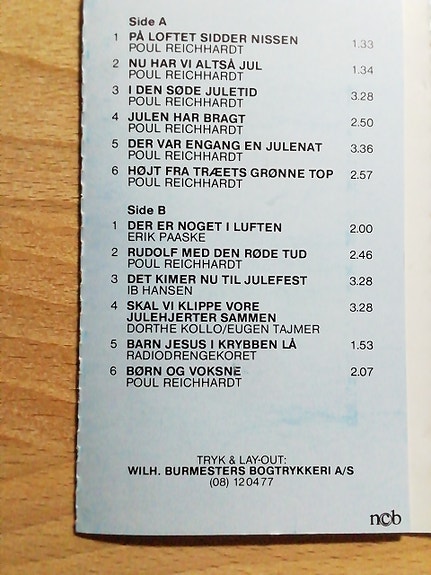 Side A
1 PÅ LOFTET SIDDER NISSEN 1.33
POUL REICHHARDT
2 NU HAR VI ALTSÅ JUL 1.34
POUL REICHHARDT
3 I DEN SØDE JULETID 3.28
POUL REICHHARDT
4 JULEN HAR BRAGT 2.50
POUL REICHHARDT
5 DER VAR ENGANG EN JULENAT 3.36
POUL REICHHARDT
6 HØJT FRA TRÆETS GRØNNE TOP 2.57
POUL REICHHARDT
Side B
1 DER ER NOGET I LUFTEN 2.00
ERIK PAASKE
2 RUDOLF MED DEN RØDE TUD 2.46
POUL REICHHARDT
3 DET KIMER NU TIL JULEFEST 3.28
IB HANSEN
4 SKAL VI KLIPPE VORE 3.28
JULEHJERTER SAMMEN
DORTHE KOLLO/EUGEN TAJMER
5 BARN JESUS I KRYBBEN LÅ 1.53
RADIODRENGEKORET
6 BØRN OG VOKSNE 2.07
POUL REICHHARDT
TRYK & LAY-OUT:
WILH. BURMESTERS BOGTRYKKERI A/S
(08) 12 04 77
ncb